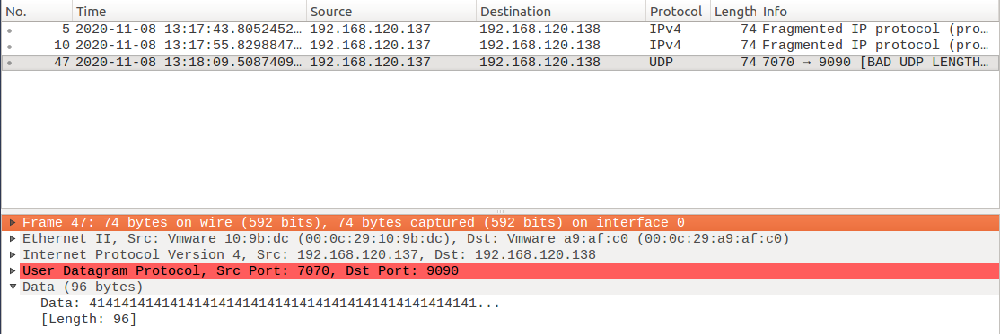 No. Time Source Destination Protocol Length Info
5 2020-11-08 13:17:43.8052452… 192.168.120.137 192.168.120.138 IPv4 74 Fragmented IP protocol (pro…
10 2020-11-08 13:17:55.8298847… 192.168.120.137 192.168.120.138 IPv4 74 Fragmented IP protocol (pro…
47 2020-11-08 13:18:09.5087409… 192.168.120.137 192.168.120.138 UDP 74 7070 → 9090 [BAD UDP LENGTH…
Frame 47: 74 bytes on wire (592 bits), 74 bytes captured (592 bits) on interface 0
Ethernet II, Src: Vmware_10:9b:dc (00:0c:29:10:9b:dc), Dst: Vmware_a9:af:c0 (00:0c:29:a9:af:c0)
Internet Protocol Version 4, Src: 192.168.120.137, Dst: 192.168.120.138
User Datagram Protocol, Src Port: 7070, Dst Port: 9090
Data (96 bytes)
Data: 414141414141414141414141414141414141414141414141...
[Length: 96]